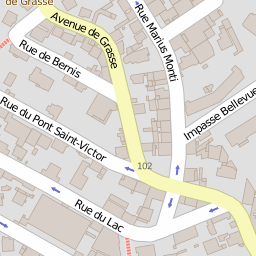 de Grasse
Avenue de Grasse
Rue Marius Monti
Rue de Bernis
Rue du Pont Saint-Victor
Impasse Bellevue
102
Rue du Lac